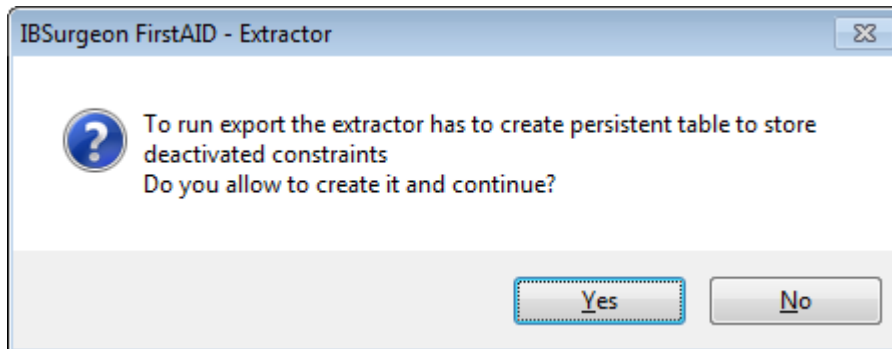 IBSurgeon FirstAID - Extractor
To run export the extractor has to create persistent table to store
deactivated constraints
Do you allow to create it and continue?
Yes
No